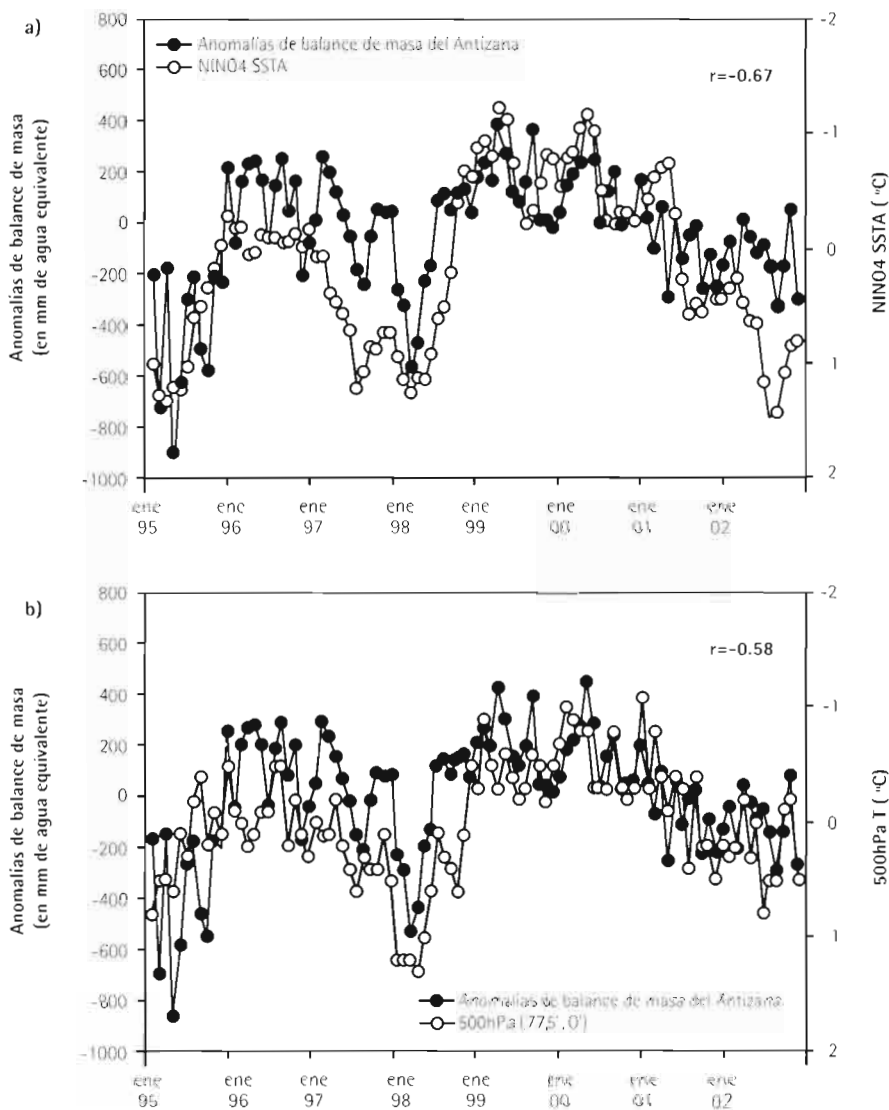 a)
Anomalías de balance de masa del Antizana
NINO4 SSTA
r=-0.67
800
600
400
200
0
-200
-400
-600
-800
-1000
Anomalías de balance de masa
(en mm de agua equivalente)
-2
-1
0
1
2
NINO4 SSTA (°C)
ene ene ene ene ene ene ene ene
95 96 97 98 99 00 01 02
b)
r=-0.58
800
600
400
200
0
-200
-400
-600
-800
-1000
Anomalías de balance de masa
(en mm de agua equivalente)
-2
-1
0
1
2
500hPa T (°C)
Anomalías de balance de masa del Antizana
500hPa (77,5°, 0°)
ene ene ene ene ene ene ene ene
95 96 97 98 99 00 01 02